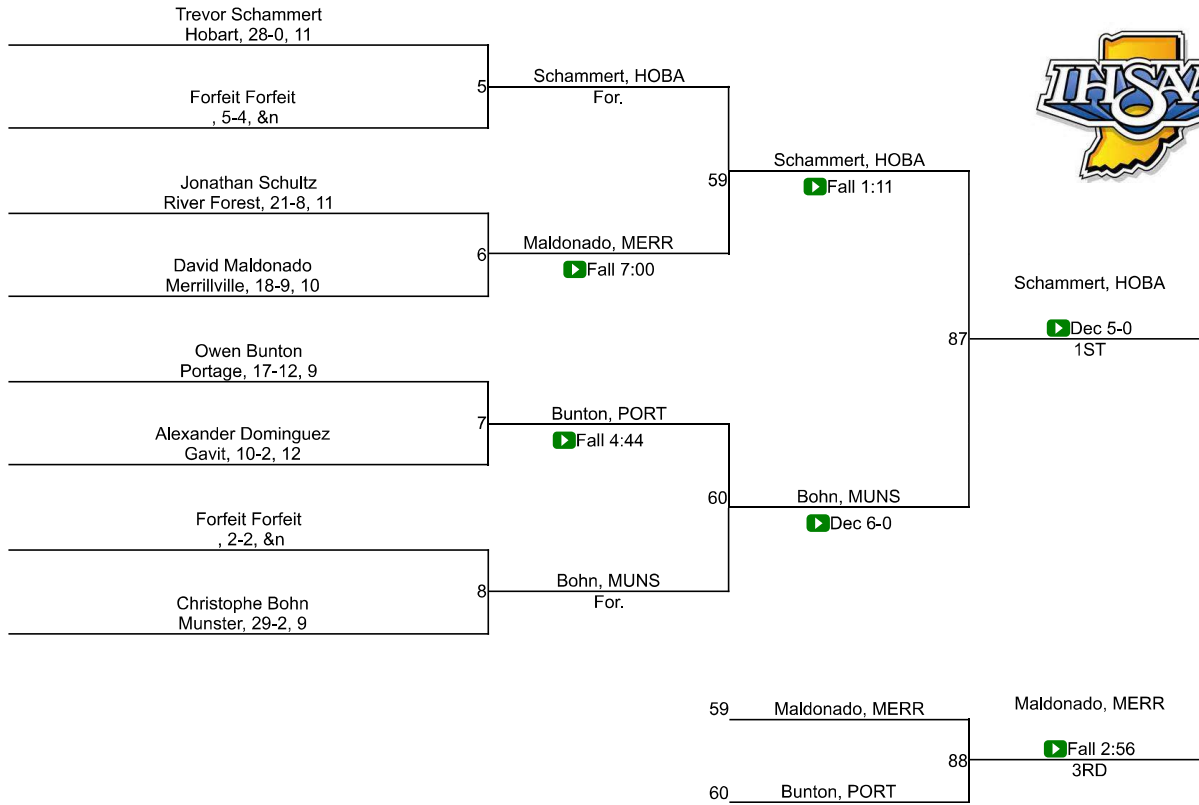 Trevor Schammert
Hobart, 28-0, 11
Forfeit Forfeit
, 5-4, &n
5
Schammert, HOBA
For.
Jonathan Schultz
River Forest, 21-8, 11
David Maldonado
Merrillville, 18-9, 10
6
Maldonado, MERR
Fall 7:00
59
Schammert, HOBA
Fall 1:11
Owen Bunton
Portage, 17-12, 9
Alexander Dominguez
Gavit, 10-2, 12
7
Bunton, PORT
Fall 4:44
Forfeit Forfeit
, 2-2, &n
Christophe Bohn
Munster, 29-2, 9
8
Bohn, MUNS
For.
60
Bohn, MUNS
Dec 6-0
87
Schammert, HOBA
Dec 5-0
1ST
IHSAA
59
Maldonado, MERR
60
Bunton, PORT
88
Maldonado, MERR
Fall 2:56
3RD